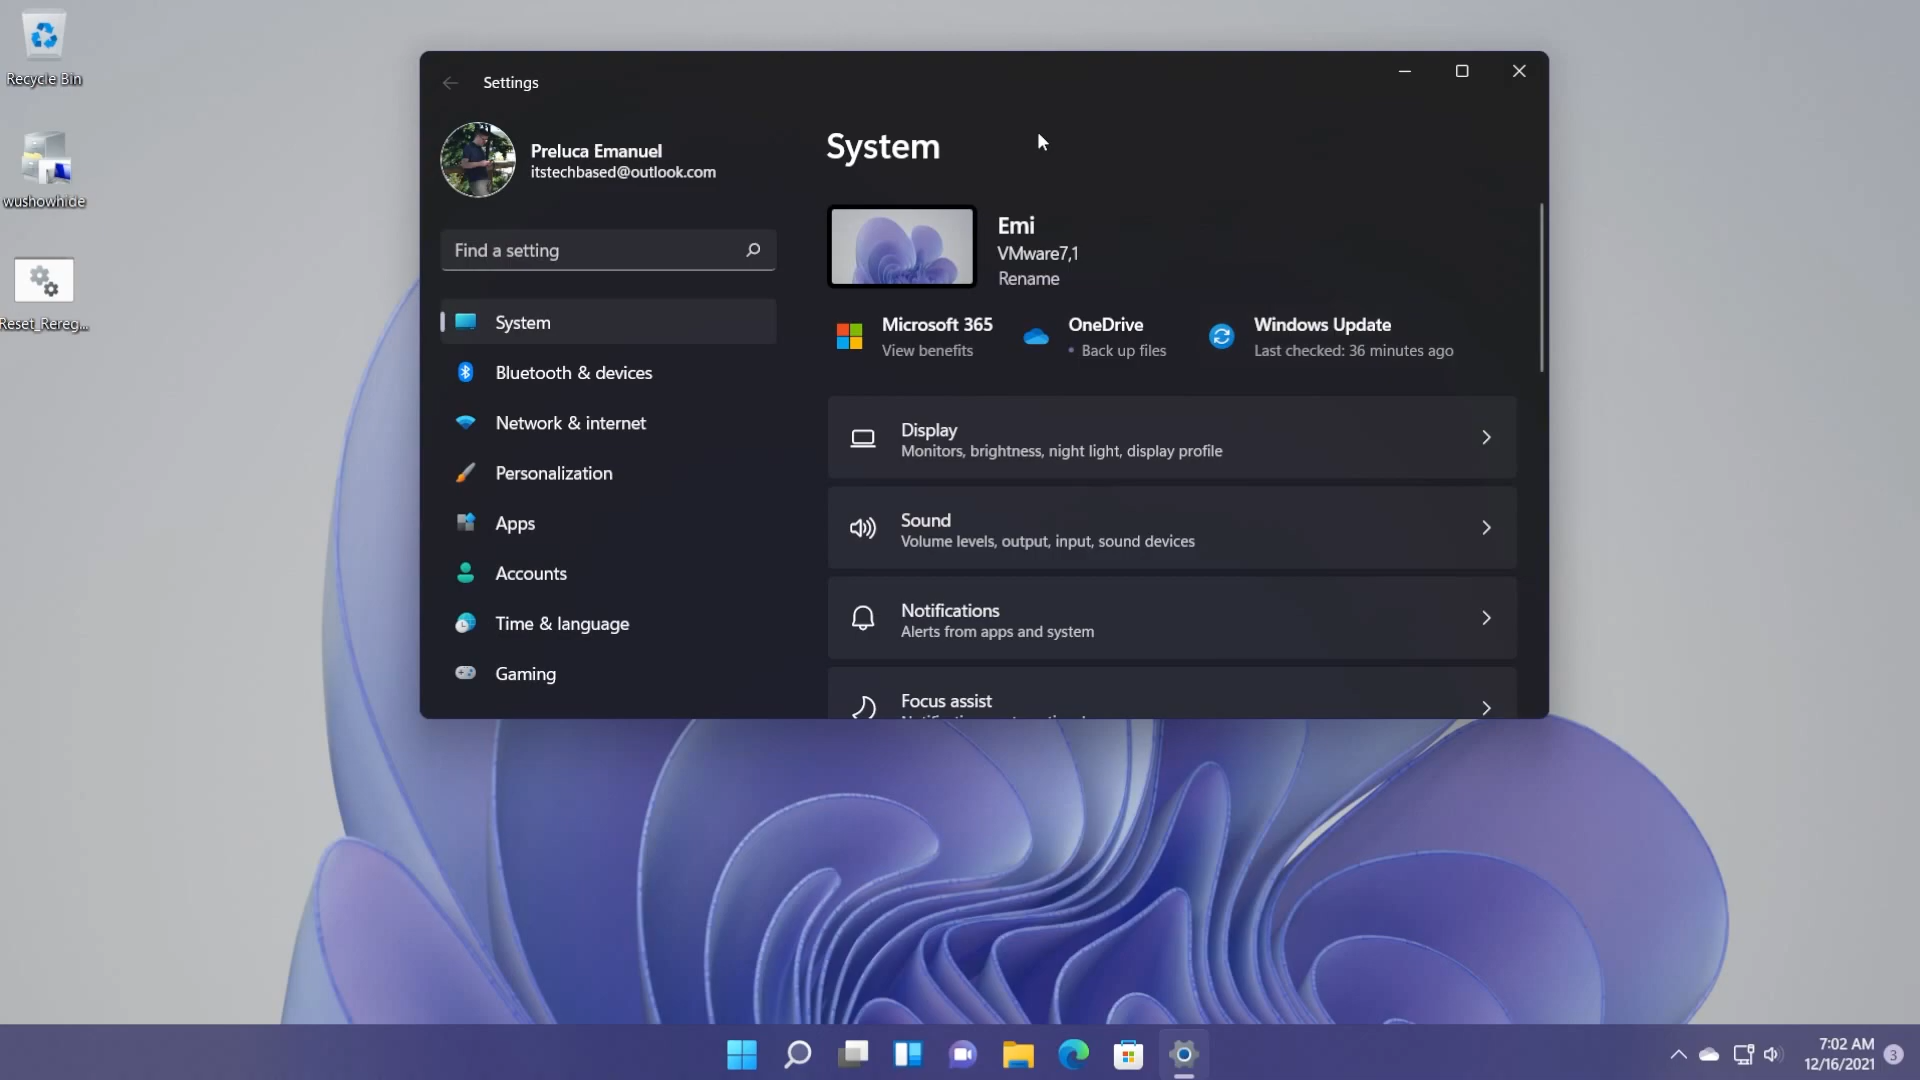 Recycle Bin
wushowhide
Reset_Rereg...
Settings
Preluca Emanuel
itstechbased@outlook.com
Find a setting
System
Bluetooth & devices
Network & internet
Personalization
Apps
Accounts
Time & language
Gaming
System
Emi
VMware7,1
Rename
Microsoft 365
View benefits
OneDrive
• Back up files
Windows Update
Last checked: 36 minutes ago
Display
Monitors, brightness, night light, display profile
Sound
Volume levels, output, input, sound devices
Notifications
Alerts from apps and system
Focus assist
7:02 AM
12/16/2021
3